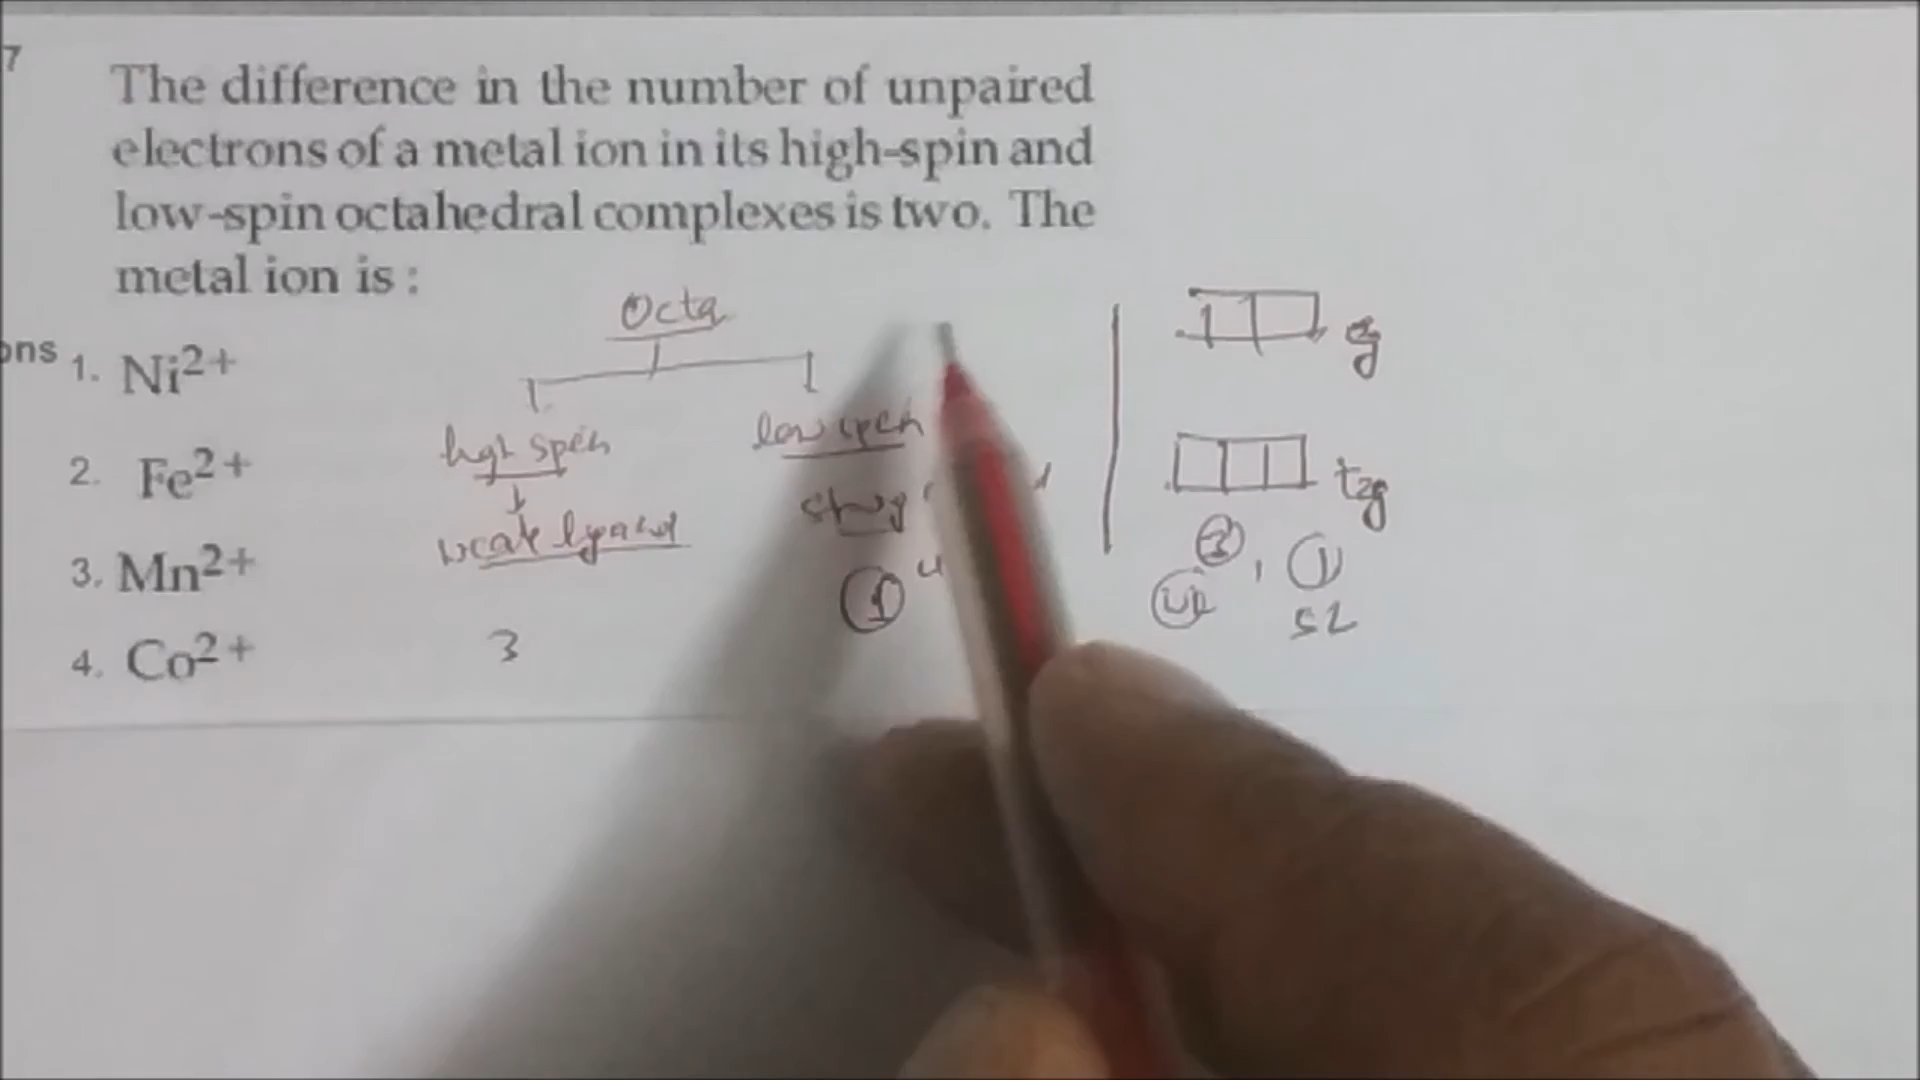 7
The difference in the number of unpaired
electrons of a metal ion in its high-spin and
low-spin octahedral complexes is two. The
metal ion is :
Octa
ons
1. Ni2+
eg
high spin
low spin
2. Fe2+
t2g
weak ligand
strong
3. Mn2+
1
4. Co2+
3